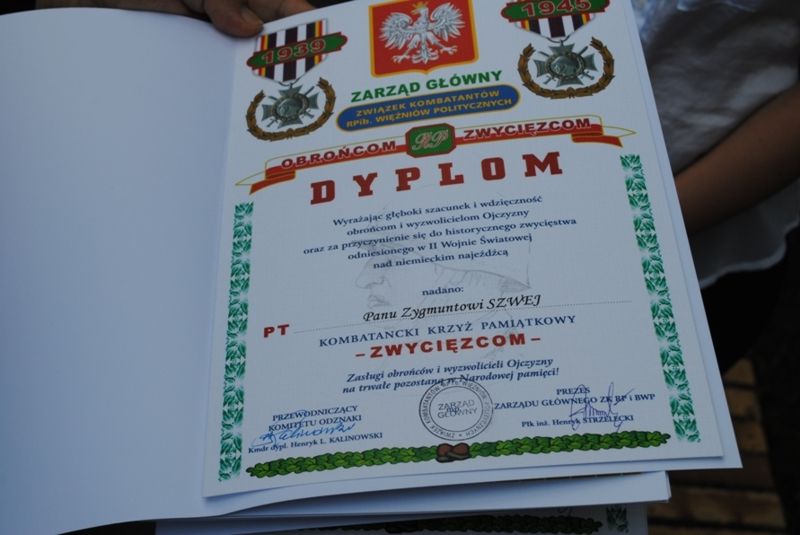 1939
1945
ZARZĄD GŁÓWNY
ZWIĄZEK KOMBATANTÓW
RPib. WIĘŹNIÓW POLITYCZNYCH
OBROŃCOM RP ZWYCIĘZCOM
DYPLOM
Wyrażając głęboki szacunek i wdzięczność
obrońcom i wyzwolicielom Ojczyzny
oraz za przyczynienie się do historycznego zwycięstwa
odniesionego w II Wojnie Światowej
nad niemieckim najeźdźcą
nadano:
PT Panu Zygmuntowi SZWEJ
KOMBATANCKI KRZYŻ PAMIĄTKOWY
–ZWYCIĘZCOM–
Zasługi obrońców i wyzwolicieli Ojczyzny
na trwałe pozostaną w Narodowej pamięci!
PRZEWODNICZĄCY
KOMITETU ODZNAKI
Kmdr dypl. Henryk L. KALINOWSKI
ZARZĄD
GŁÓWNY
PREZES
ZARZĄDU GŁÓWNEGO ZK RP i BWP
Płk inż. Henryk STRZELECKI